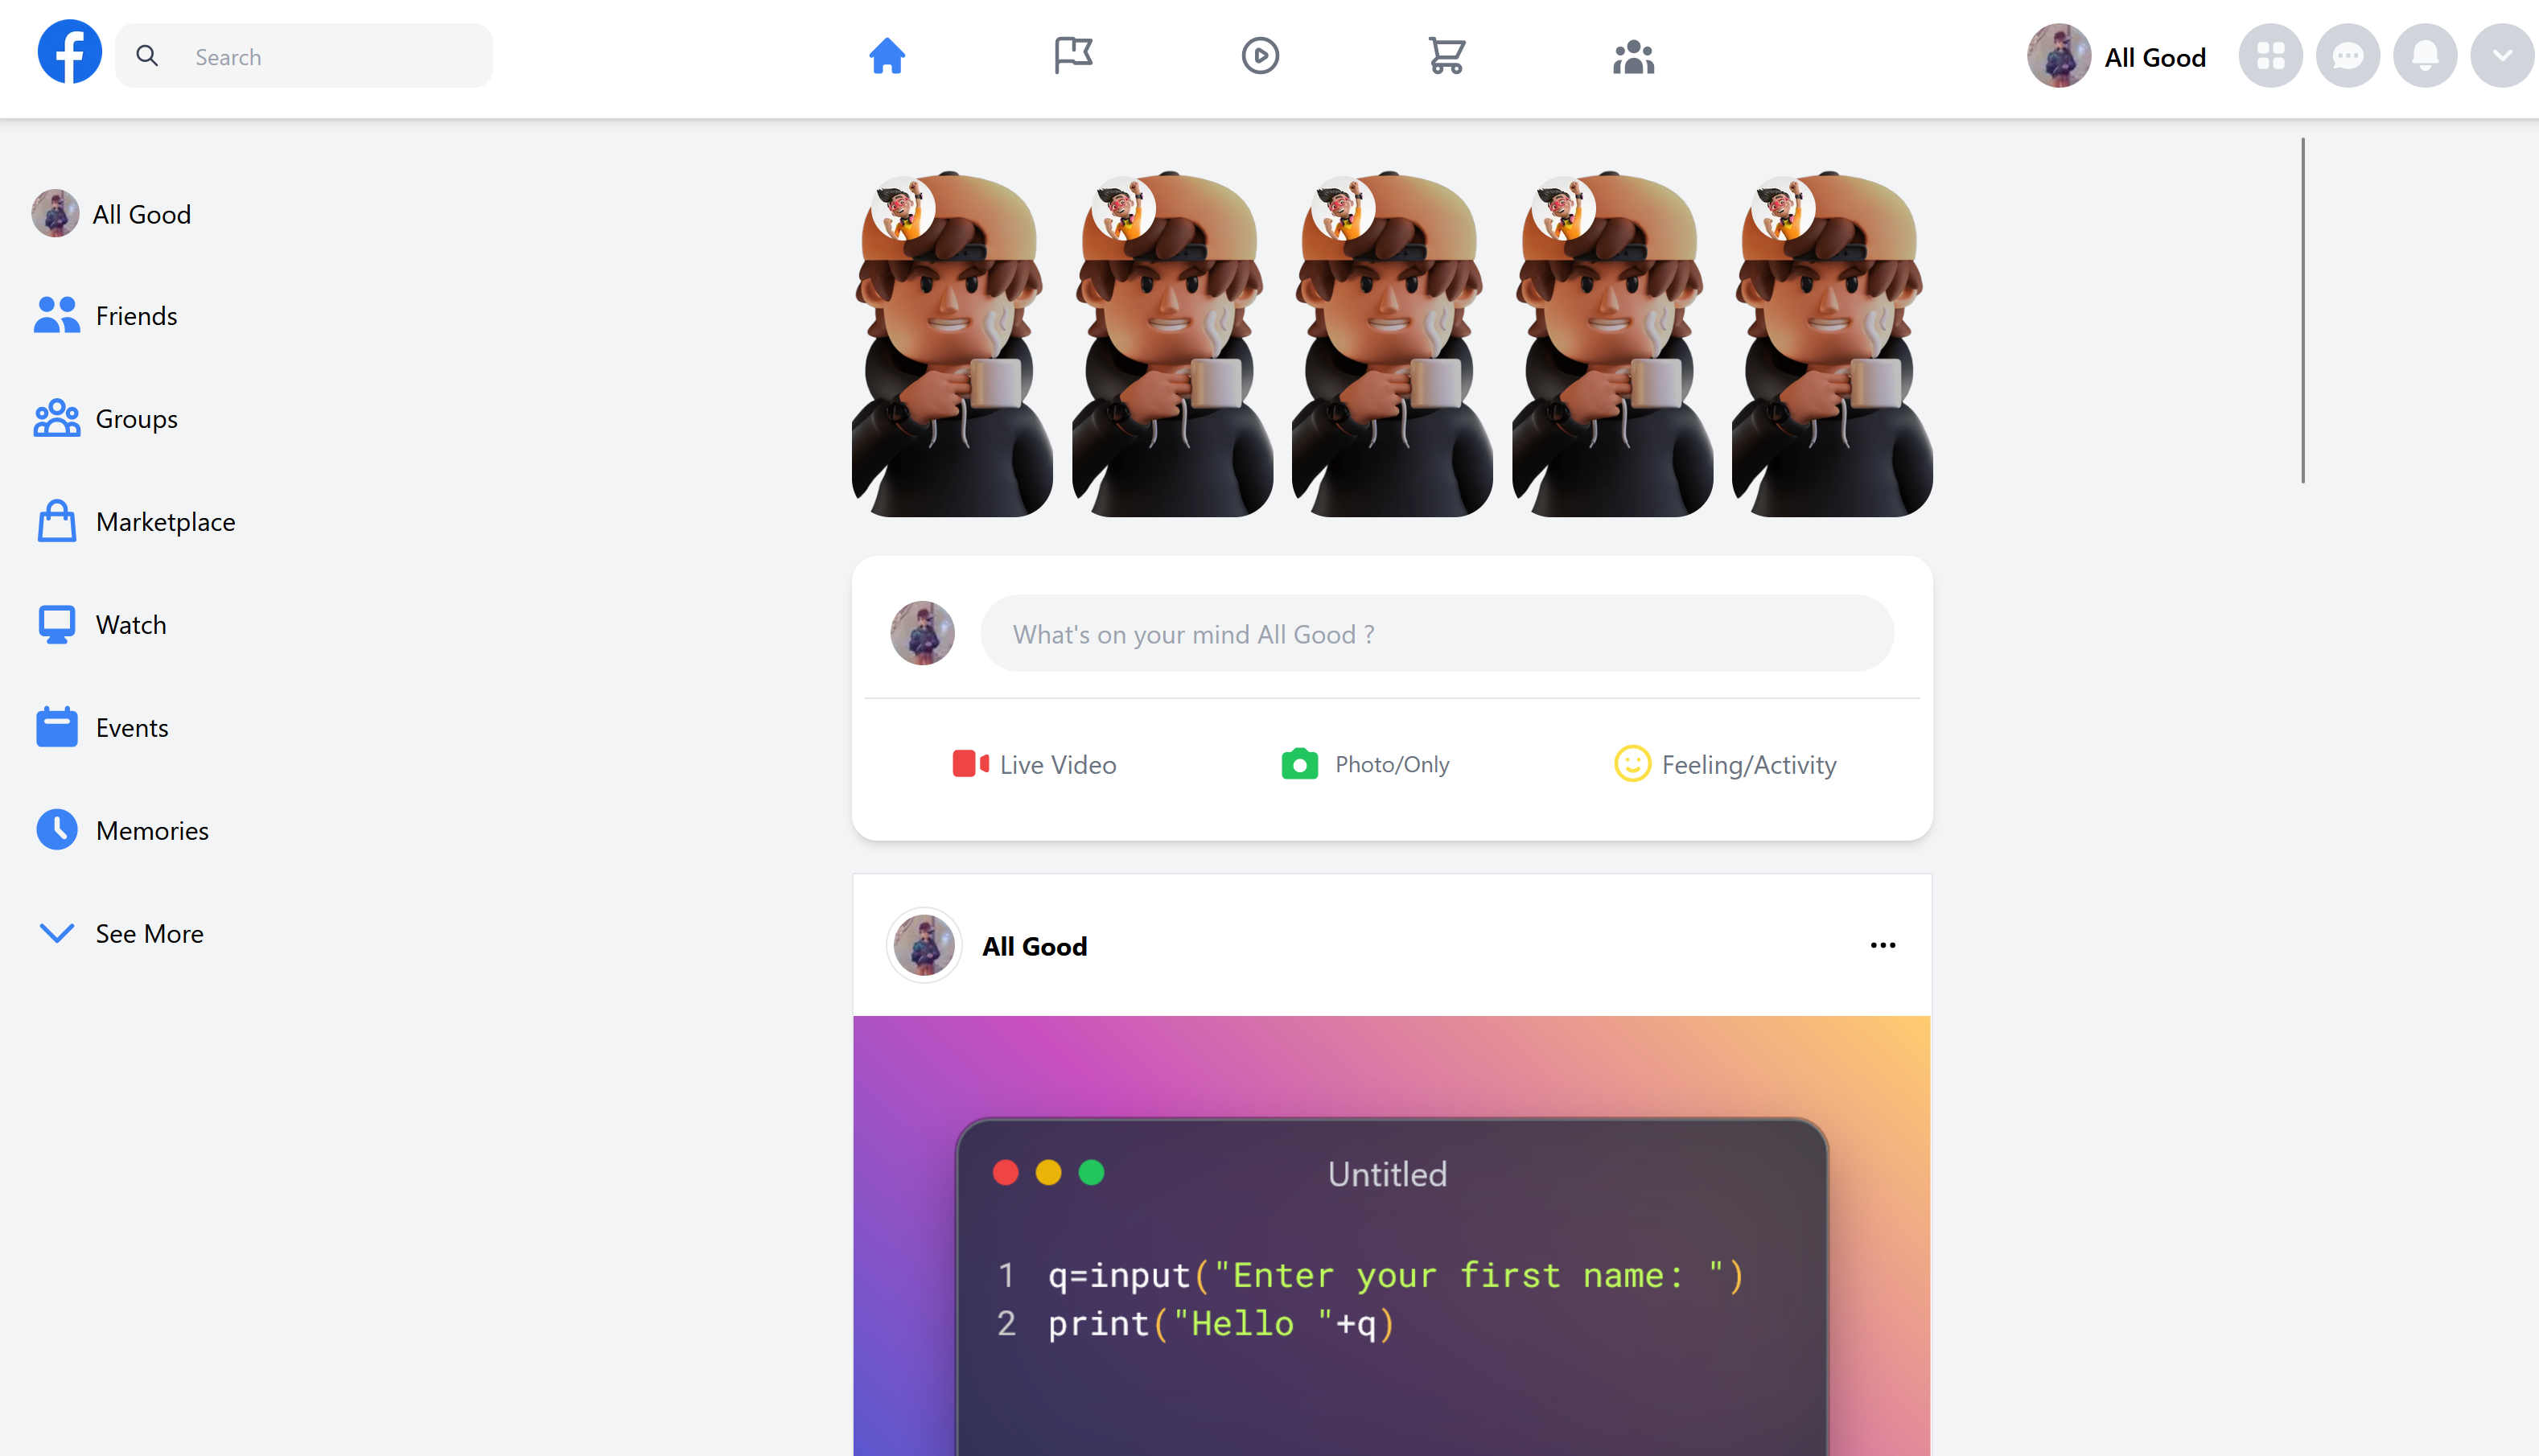 Search
All Good
All Good
Friends
Groups
Marketplace
Watch
Events
Memories
See More
What's on your mind All Good ?
Live Video
Photo/Only
Feeling/Activity
All Good
Untitled
1 q=input("Enter your first name: ")
2 print("Hello "+q)